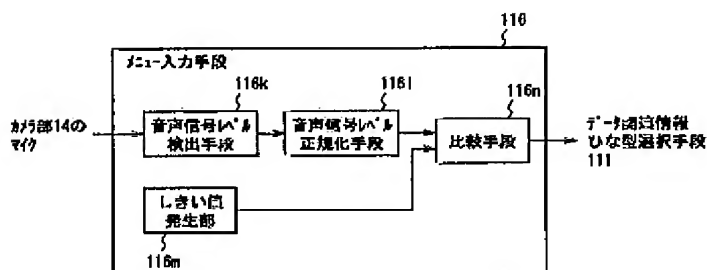 116
メニュー入力手段
116k
116l
116n
カメラ部14の
マイク
音声信号レベル
検出手段
音声信号レベル
正規化手段
比較手段
データ関連情報
ひな型選択手段
111
しきい値
発生部
116m